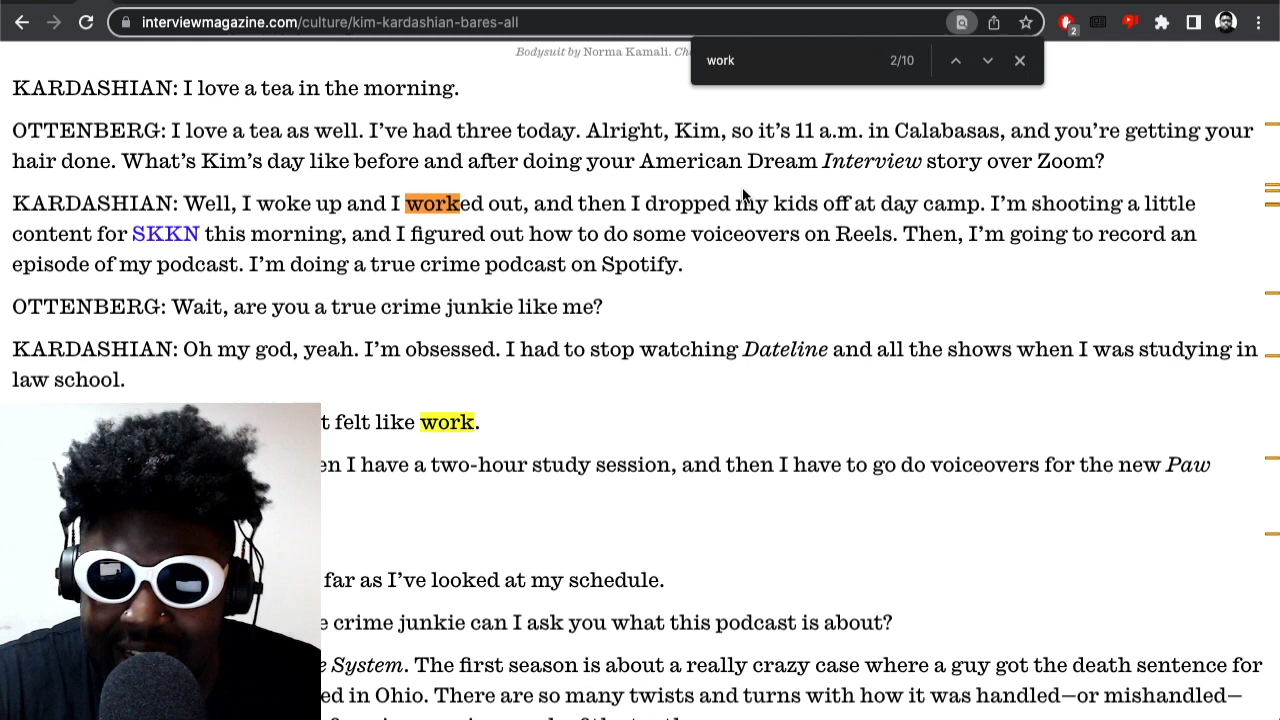 interviewmagazine.com/culture/kim-kardashian-bares-all
2
Bodysuit by Norma Kamali.
work 2/10
KARDASHIAN: I love a tea in the morning.
OTTENBERG: I love a tea as well. I’ve had three today. Alright, Kim, so it’s 11 a.m. in Calabasas, and you’re getting your
hair done. What’s Kim’s day like before and after doing your American Dream Interview story over Zoom?
KARDASHIAN: Well, I woke up and I worked out, and then I dropped my kids off at day camp. I’m shooting a little
content for SKKN this morning, and I figured out how to do some voiceovers on Reels. Then, I’m going to record an
episode of my podcast. I’m doing a true crime podcast on Spotify.
OTTENBERG: Wait, are you a true crime junkie like me?
KARDASHIAN: Oh my god, yeah. I’m obsessed. I had to stop watching Dateline and all the shows when I was studying in
law school.
t felt like work.
en I have a two-hour study session, and then I have to go do voiceovers for the new Paw
far as I’ve looked at my schedule.
e crime junkie can I ask you what this podcast is about?
e System. The first season is about a really crazy case where a guy got the death sentence for
ed in Ohio. There are so many twists and turns with how it was handled—or mishandled—